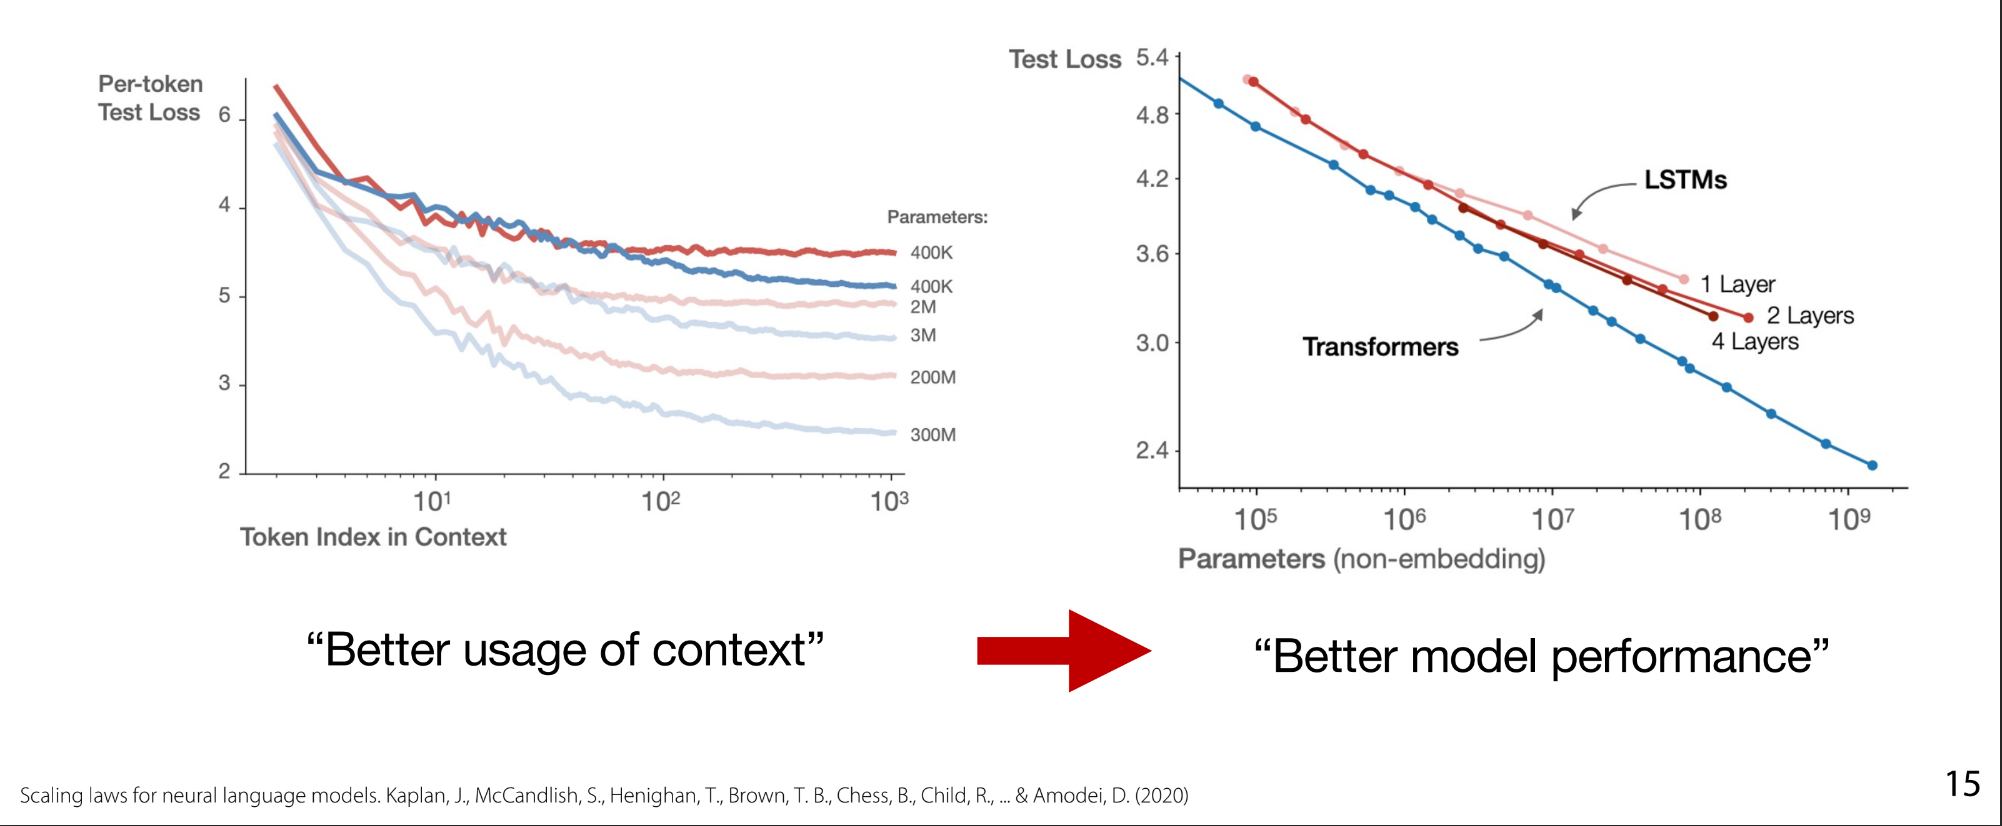 Per-token
Test Loss
6
4
5
3
2
10¹
10²
10³
Token Index in Context
Parameters:
400K
400K
2M
3M
200M
300M
Test Loss
5.4
4.8
4.2
3.6
3.0
2.4
LSTMs
1 Layer
2 Layers
4 Layers
Transformers
10⁵
10⁶
10⁷
10⁸
10⁹
Parameters (non-embedding)
“Better usage of context”
“Better model performance”
Scaling laws for neural language models. Kaplan, J., McCandlish, S., Henighan, T., Brown, T. B., Chess, B., Child, R., ... & Amodei, D. (2020)
15